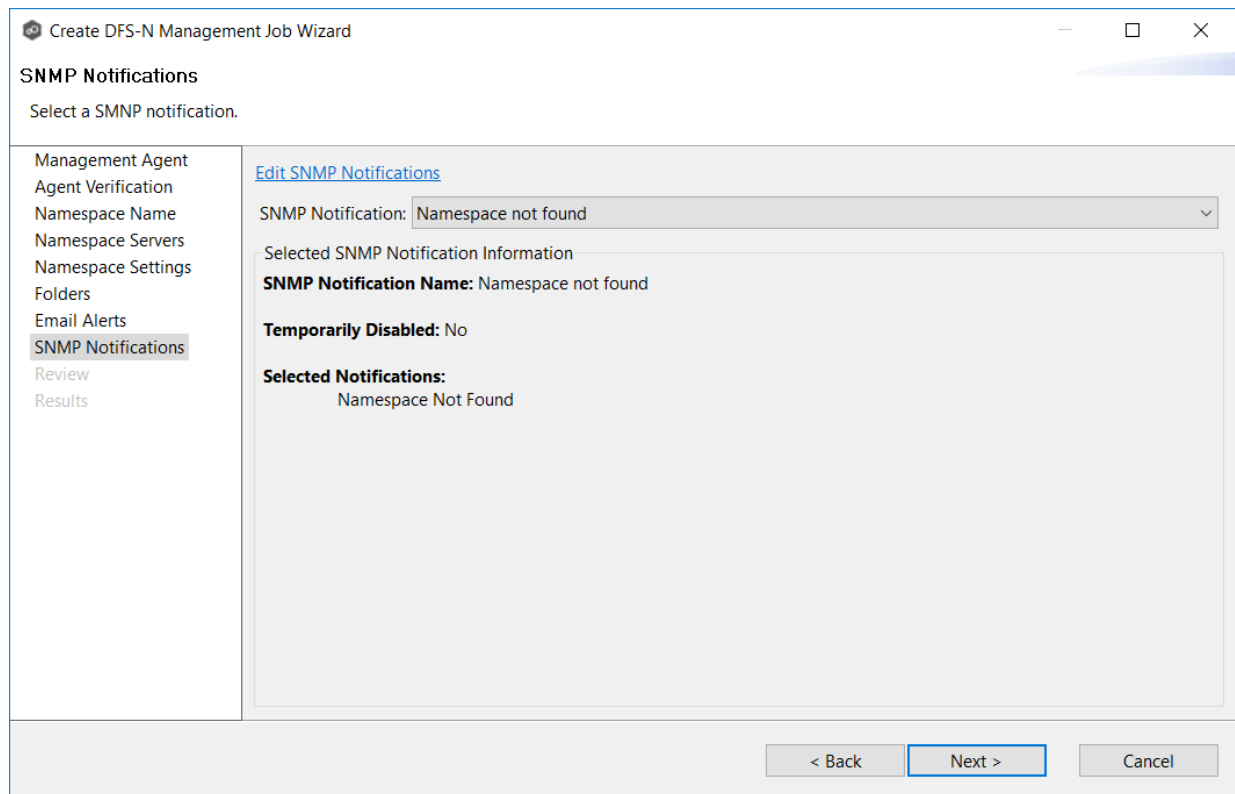 Create DFS-N Management Job Wizard
SNMP Notifications
Select a SMNP notification.
Management Agent
Agent Verification
Namespace Name
Namespace Servers
Namespace Settings
Folders
Email Alerts
SNMP Notifications
Review
Results
Edit SNMP Notifications
SNMP Notification: Namespace not found
Selected SNMP Notification Information
SNMP Notification Name: Namespace not found
Temporarily Disabled: No
Selected Notifications:
Namespace Not Found
< Back Next > Cancel